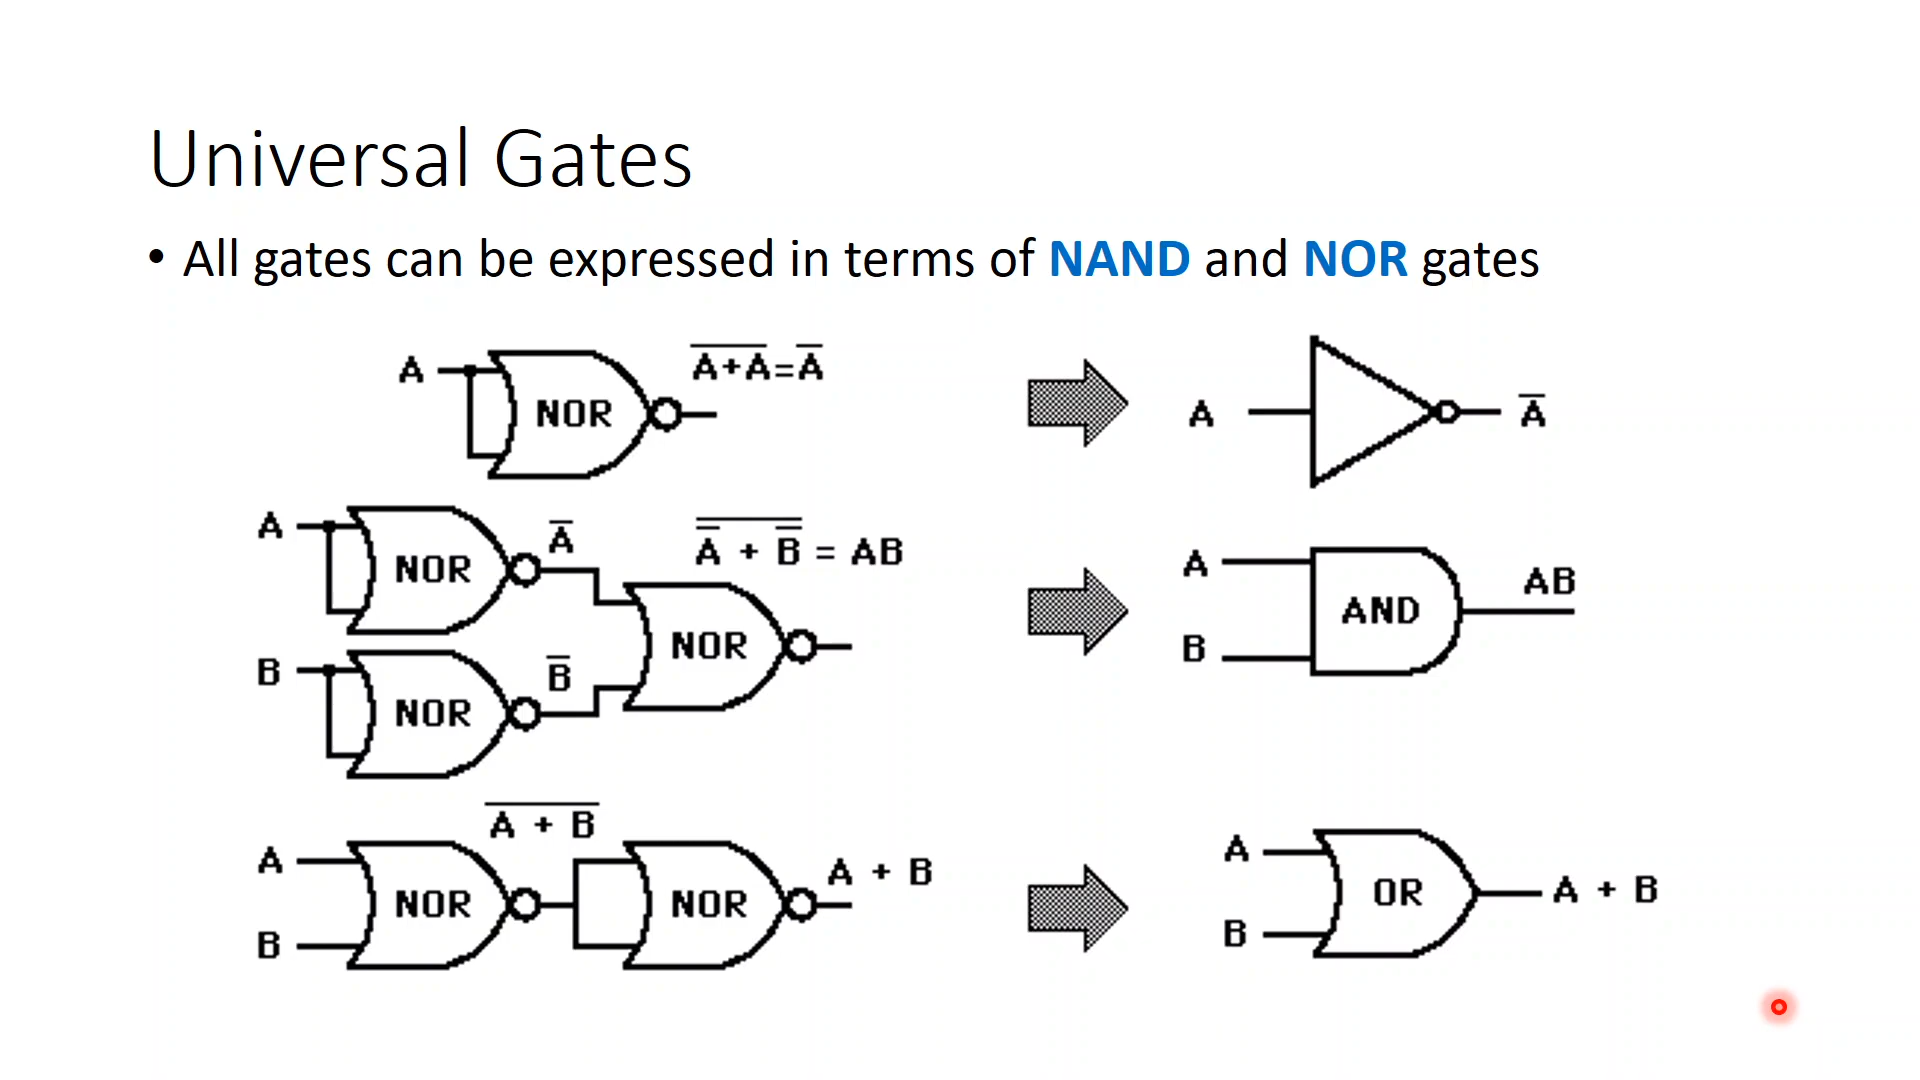 Universal Gates
• All gates can be expressed in terms of NAND and NOR gates
A NOR A̅+̅A̅=A̅
A A̅
A NOR A̅
B NOR B̅
NOR
A̅̅ ̅+̅ B̅̅ = AB
A B AND AB
A B NOR A̅ ̅+̅ ̅B̅ NOR A + B
A B OR A + B